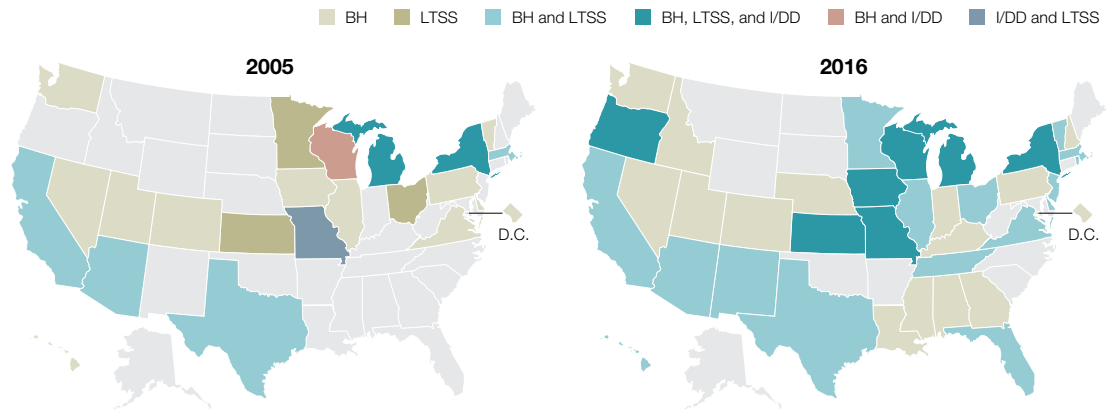 BH LTSS BH and LTSS BH, LTSS, and I/DD BH and I/DD I/DD and LTSS
2005 2016
D.C. D.C.